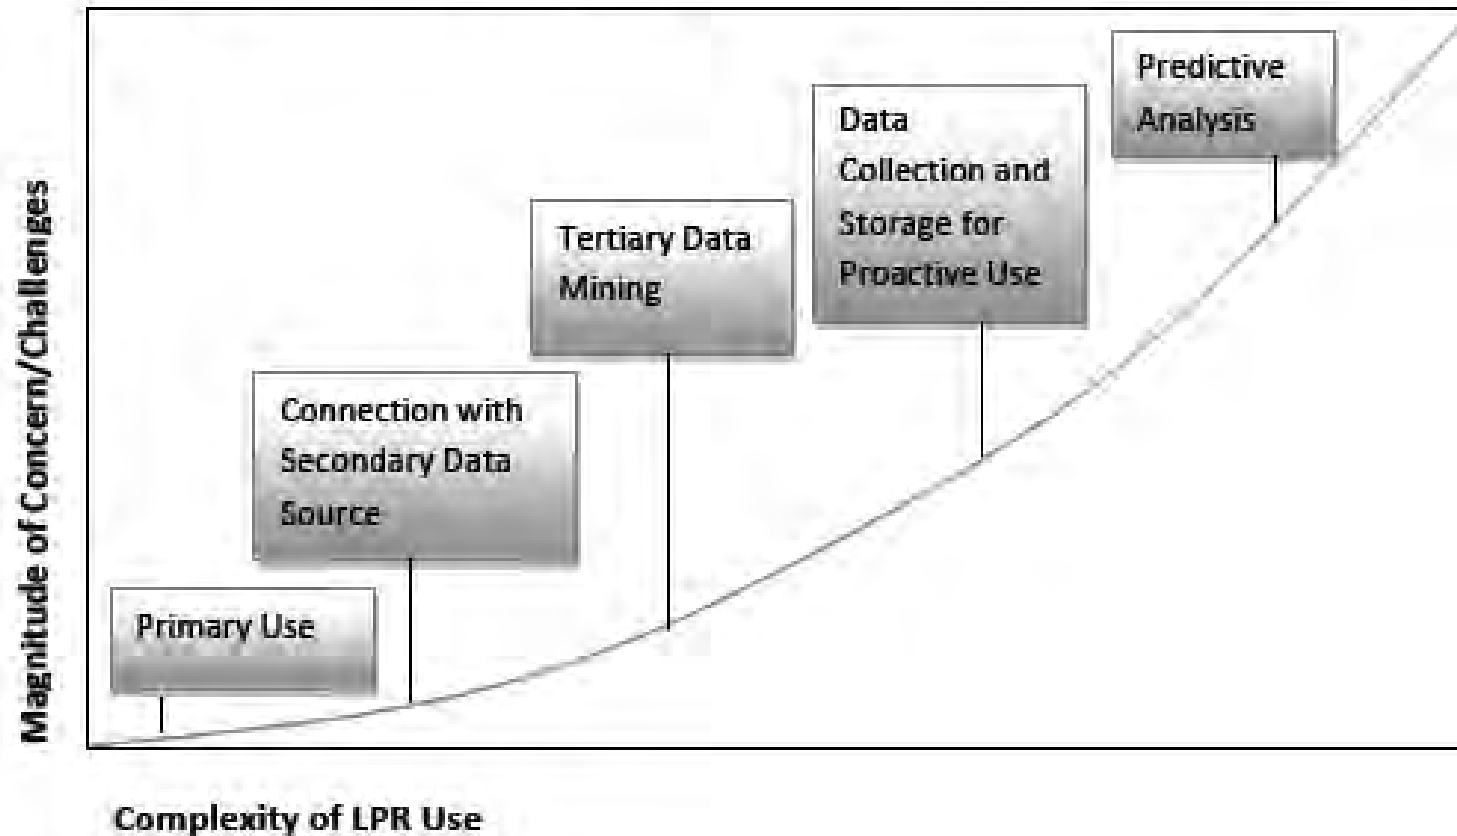 Magnitude of Concern/Challenges
Primary Use
Connection with
Secondary Data
Source
Tertiary Data
Mining
Data
Collection and
Storage for
Proactive Use
Predictive
Analysis
Complexity of LPR Use